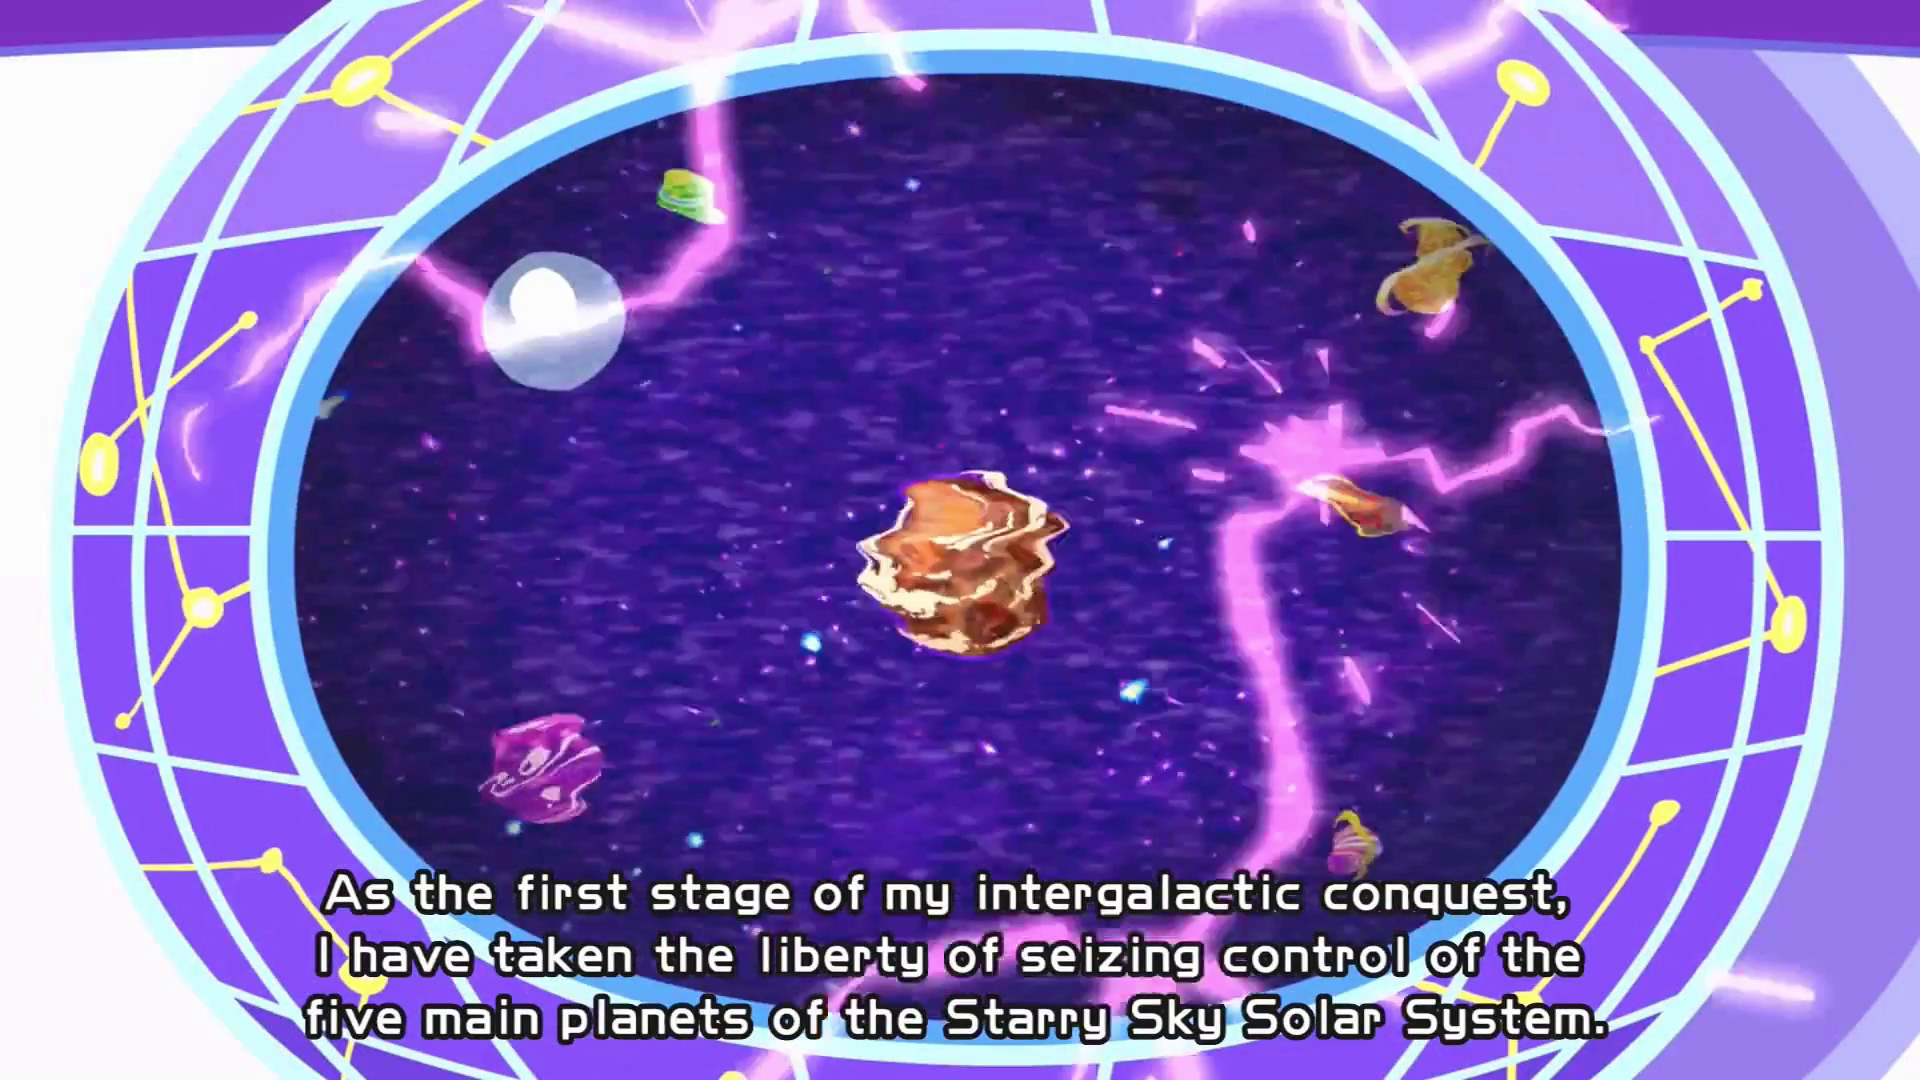 As the first stage of my intergalactic conquest,
I have taken the liberty of seizing control of the
five main planets of the Starry Sky Solar System.